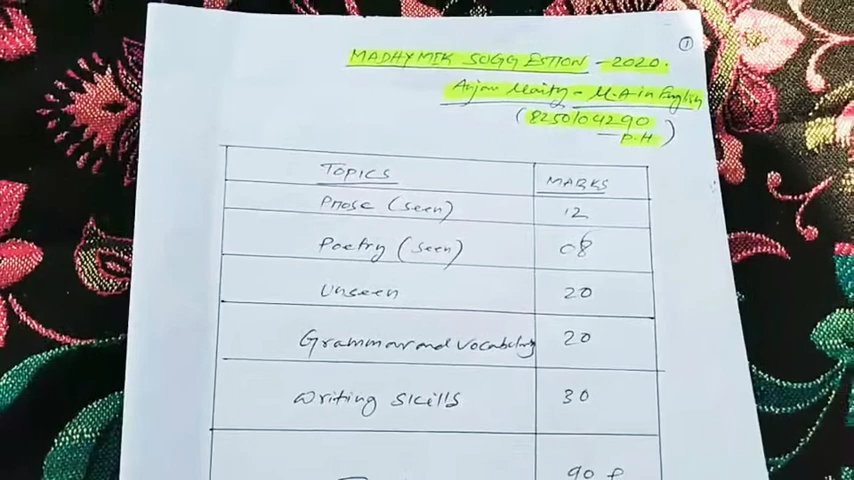 ①
MADHYMIK SUGGESTION - 2020.
Anjan Maity - M.A in English
(8250104290
P.H)
TOPICS MARKS
Prose (seen) 12
Poetry (seen) 08
Unseen 20
Grammar and vocabulary 20
Writing skills 30
90